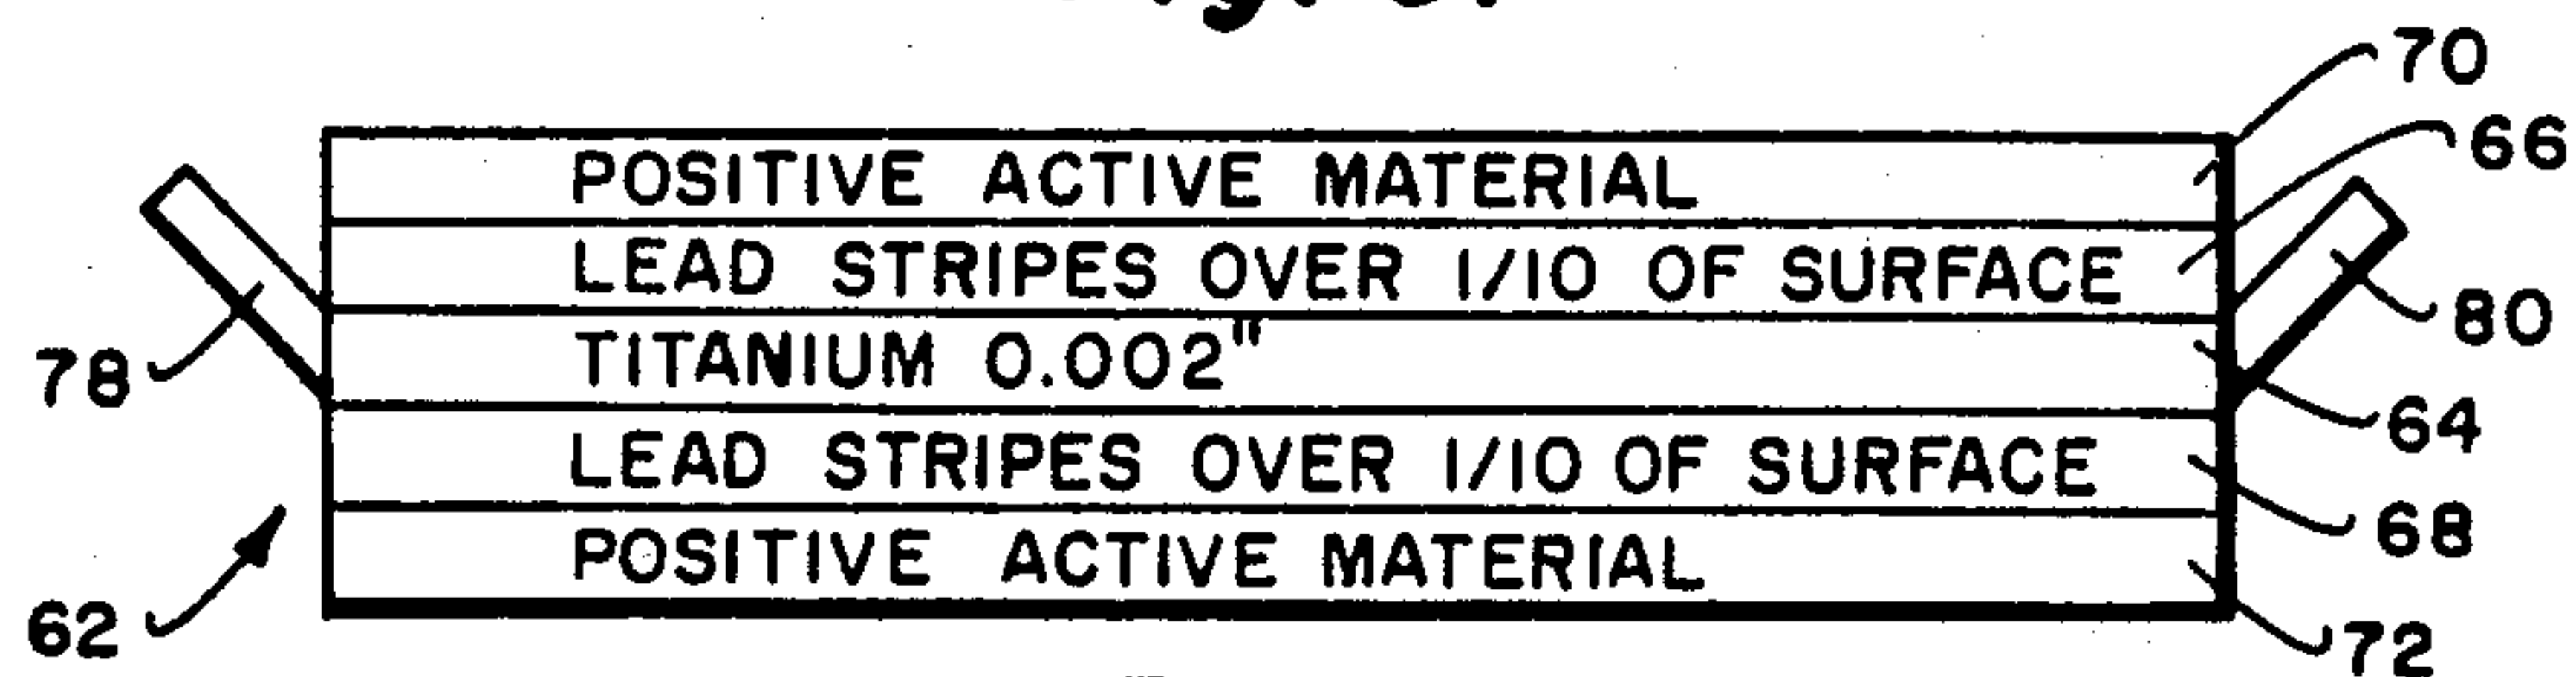 70
POSITIVE ACTIVE MATERIAL
66
LEAD STRIPES OVER 1/10 OF SURFACE
80
TITANIUM 0.002"
78
64
LEAD STRIPES OVER 1/10 OF SURFACE
68
POSITIVE ACTIVE MATERIAL
62
72